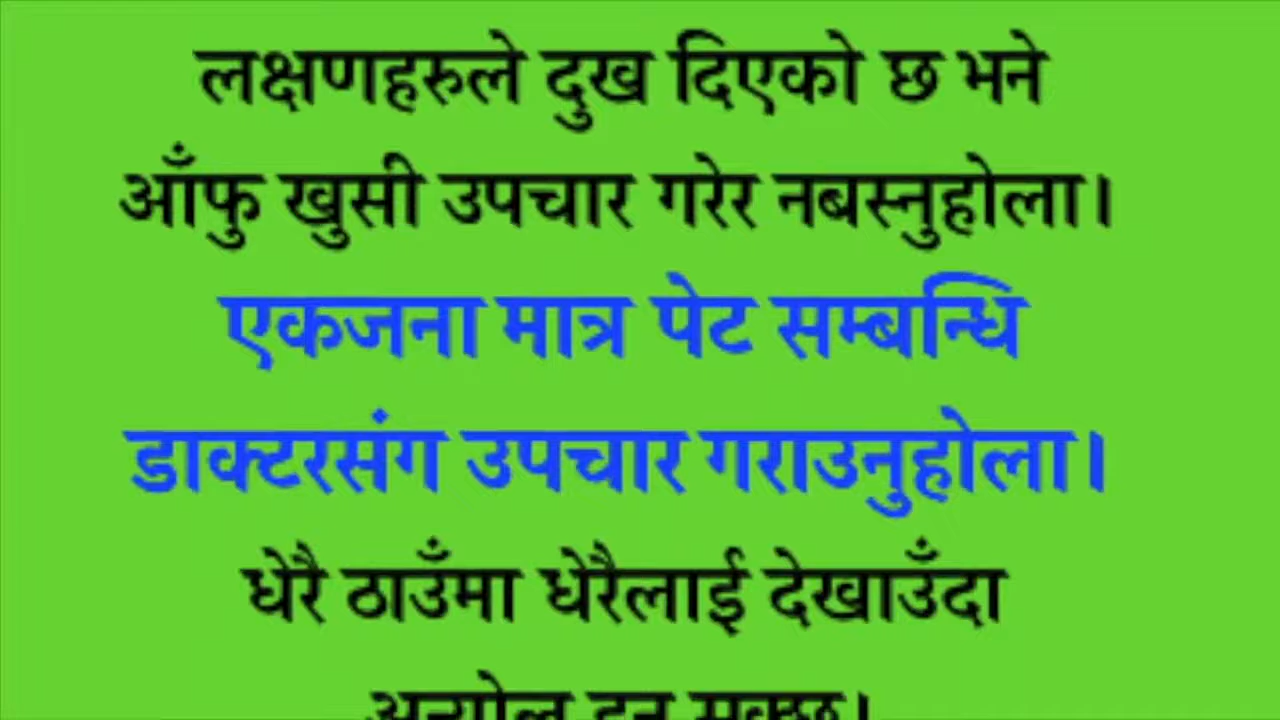 लक्षणहरुले दुख दिएको छ भने
आँफु खुसी उपचार गरेर नबस्नुहोला।
एकजना मात्र पेट सम्बन्धि
डाक्टरसंग उपचार गराउनुहोला।
धेरै ठाउँमा धेरैलाई देखाउँदा